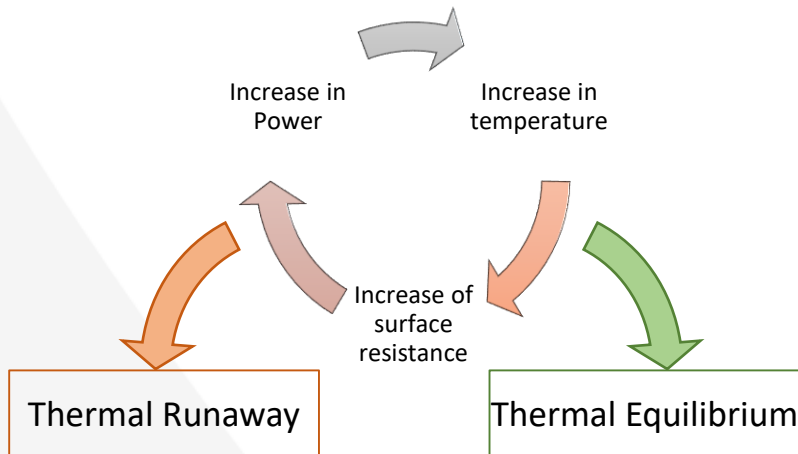 Increase in
Power
Increase in
temperature
Increase of
surface
resistance
Thermal Runaway
Thermal Equilibrium